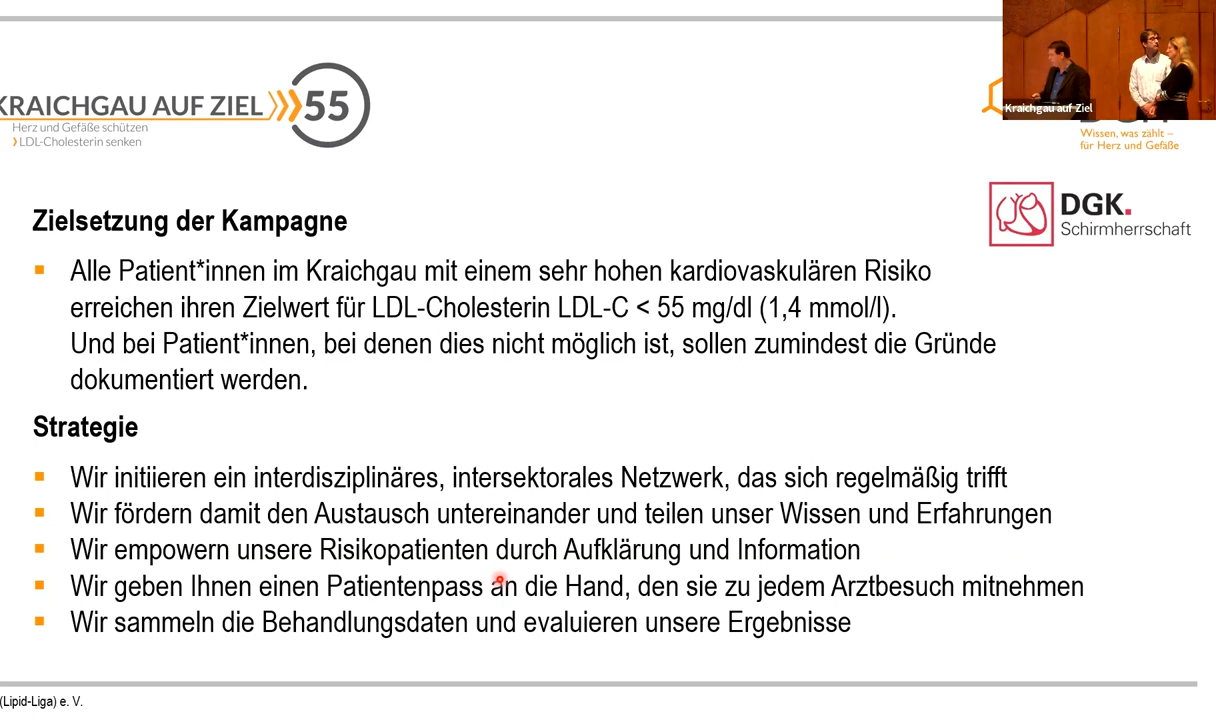 KRAICHGAU AUF ZIEL
55
Herz und Gefäße schützen
LDL-Cholesterin senken
Kraichgau auf Ziel
Wissen, was zählt –
für Herz und Gefäße
DGK.
Schirmherrschaft
Zielsetzung der Kampagne
Alle Patient*innen im Kraichgau mit einem sehr hohen kardiovaskulären Risiko
erreichen ihren Zielwert für LDL-Cholesterin LDL-C < 55 mg/dl (1,4 mmol/l).
Und bei Patient*innen, bei denen dies nicht möglich ist, sollen zumindest die Gründe
dokumentiert werden.
Strategie
Wir initiieren ein interdisziplinäres, intersektorales Netzwerk, das sich regelmäßig trifft
Wir fördern damit den Austausch untereinander und teilen unser Wissen und Erfahrungen
Wir empowern unsere Risikopatienten durch Aufklärung und Information
Wir geben Ihnen einen Patientenpass an die Hand, den sie zu jedem Arztbesuch mitnehmen
Wir sammeln die Behandlungsdaten und evaluieren unsere Ergebnisse
(Lipid-Liga) e. V.